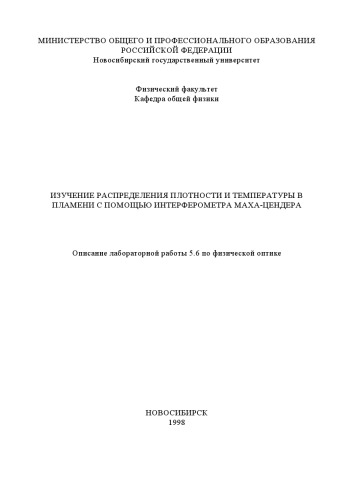 МИНИСТЕРСТВО ОБЩЕГО И ПРОФЕССИОНАЛЬНОГО ОБРАЗОВАНИЯ
РОССИЙСКОЙ ФЕДЕРАЦИИ
Новосибирский государственный университет
Физический факультет
Кафедра общей физики
ИЗУЧЕНИЕ РАСПРЕДЕЛЕНИЯ ПЛОТНОСТИ И ТЕМПЕРАТУРЫ В
ПЛАМЕНИ С ПОМОЩЬЮ ИНТЕРФЕРОМЕТРА МАХА-ЦЕНДЕРА
Описание лабораторной работы 5.6 по физической оптике
НОВОСИБИРСК
1998